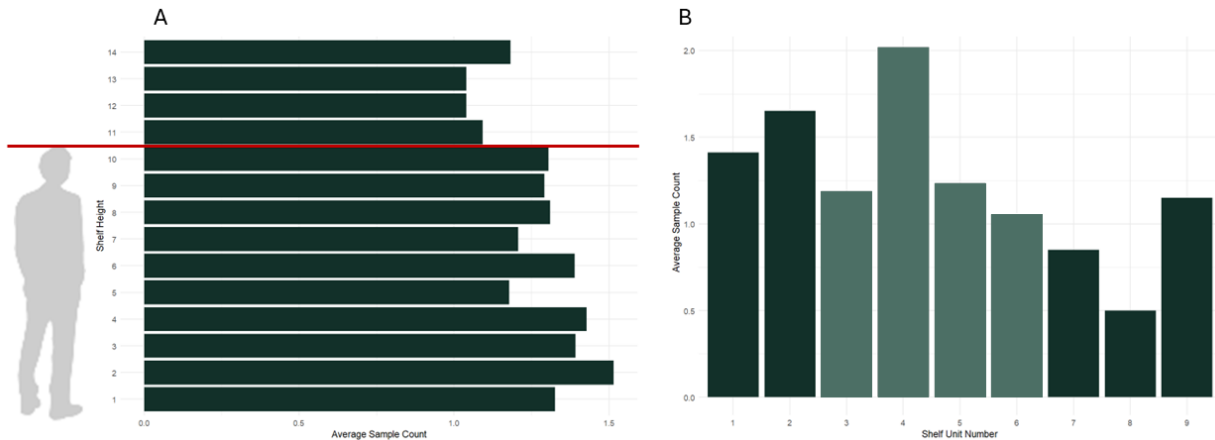 A
14
13
12
11
10
9
8
7
6
5
4
3
2
1
Shelf Height
0.0 0.5 1.0 1.5
Average Sample Count
B
2.0
1.5
1.0
0.5
0.0
Average Sample Count
1 2 3 4 5 6 7 8 9
Shelf Unit Number